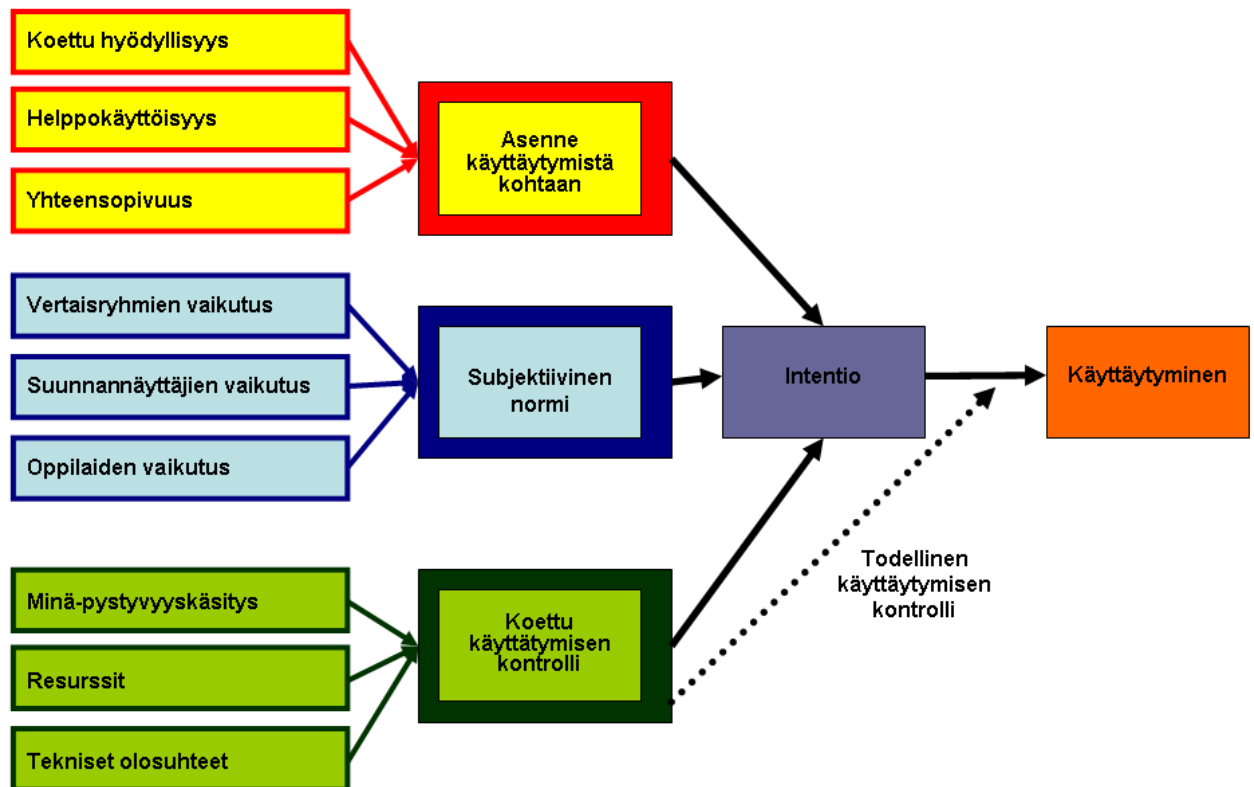 Koettu hyödyllisyys
Helppokäyttöisyys
Yhteensopivuus
Asenne
käyttäytymistä
kohtaan
Vertaisryhmien vaikutus
Suunnannäyttäjien vaikutus
Oppilaiden vaikutus
Subjektiivinen
normi
Intentio
Käyttäytyminen
Minä-pystyvyyskäsitys
Resurssit
Tekniset olosuhteet
Koettu
käyttätymisen
kontrolli
Todellinen
käyttäytymisen
kontrolli